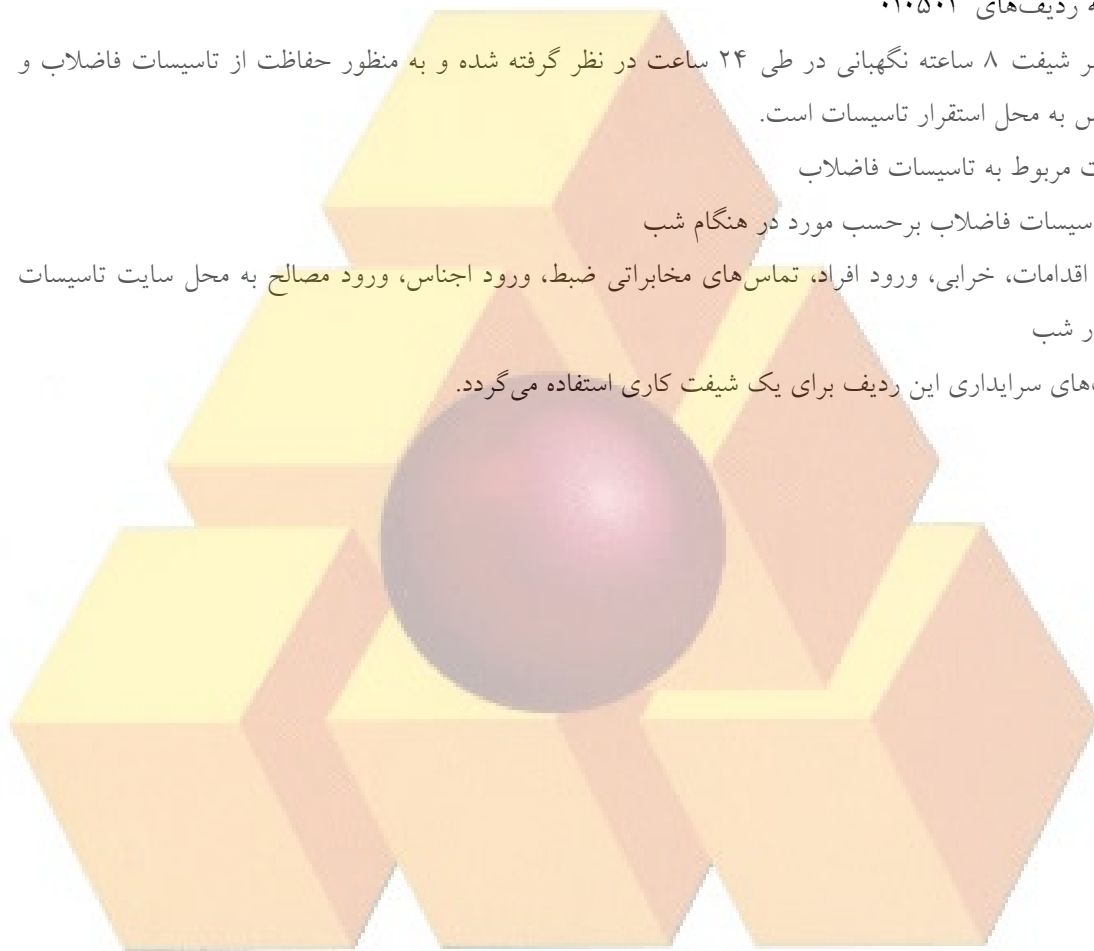 ردیف‌های ۰۱۰۵۰۲
شیفت ۸ ساعته نگهبانی در طی ۲۴ ساعت در نظر گرفته شده و به منظور حفاظت از تاسیسات فاضلاب و
به محل استقرار تاسیسات است.
مربوط به تاسیسات فاضلاب
فاضلاب برحسب مورد در هنگام شب
اقدامات، خرابی، ورود افراد، تماس‌های مخابراتی ضبط، ورود اجناس، ورود مصالح به محل سایت تاسیسات
شب
سرایداری این ردیف برای یک شیفت کاری استفاده می‌گردد.